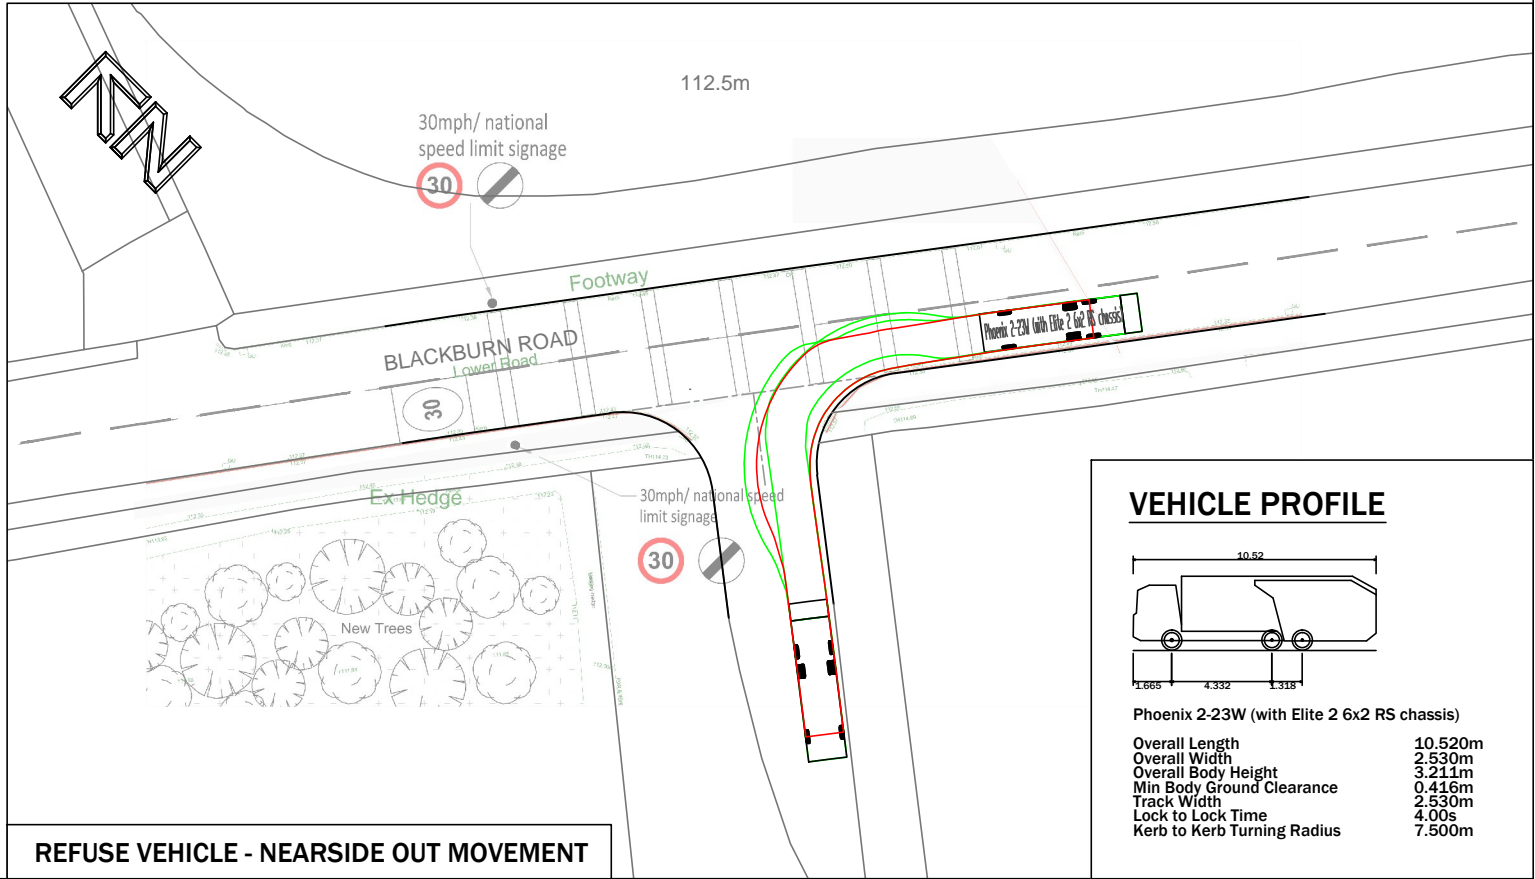 N
112.5m
30mph/ national
speed limit signage
30
Footway
BLACKBURN ROAD
Lower Road
30
Phoenix 2-23W (with Elite 2 6x2 RS chassis)
Ex Hedge
30mph/ national speed
limit signage
30
New Trees
VEHICLE PROFILE
10.52
1.665 4.332 1.318
Phoenix 2-23W (with Elite 2 6x2 RS chassis)
Overall Length 10.520m
Overall Width 2.530m
Overall Body Height 3.211m
Min Body Ground Clearance 0.416m
Track Width 2.530m
Lock to Lock Time 4.00s
Kerb to Kerb Turning Radius 7.500m
REFUSE VEHICLE - NEARSIDE OUT MOVEMENT